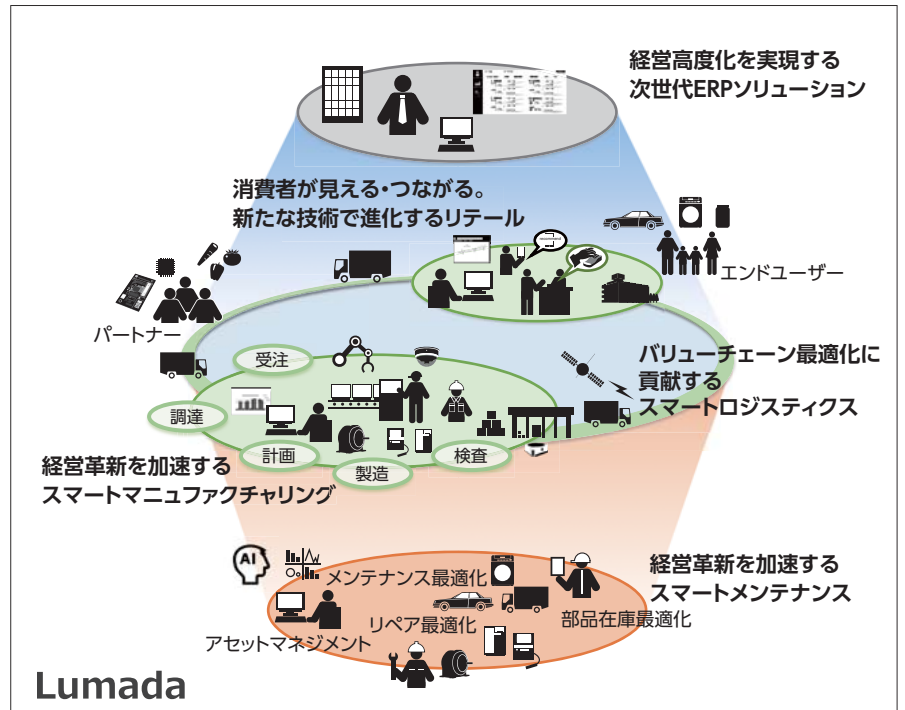 経営高度化を実現する
次世代ERPソリューション
消費者が見える・つながる。
新たな技術で進化するリテール
エンドユーザー
パートナー
受注
バリューチェーン最適化に
貢献する
スマートロジスティクス
調達
計画
検査
製造
経営革新を加速する
スマートマニュファクチャリング
AI
メンテナンス最適化
経営革新を加速する
スマートメンテナンス
リペア最適化
部品在庫最適化
アセットマネジメント
Lumada